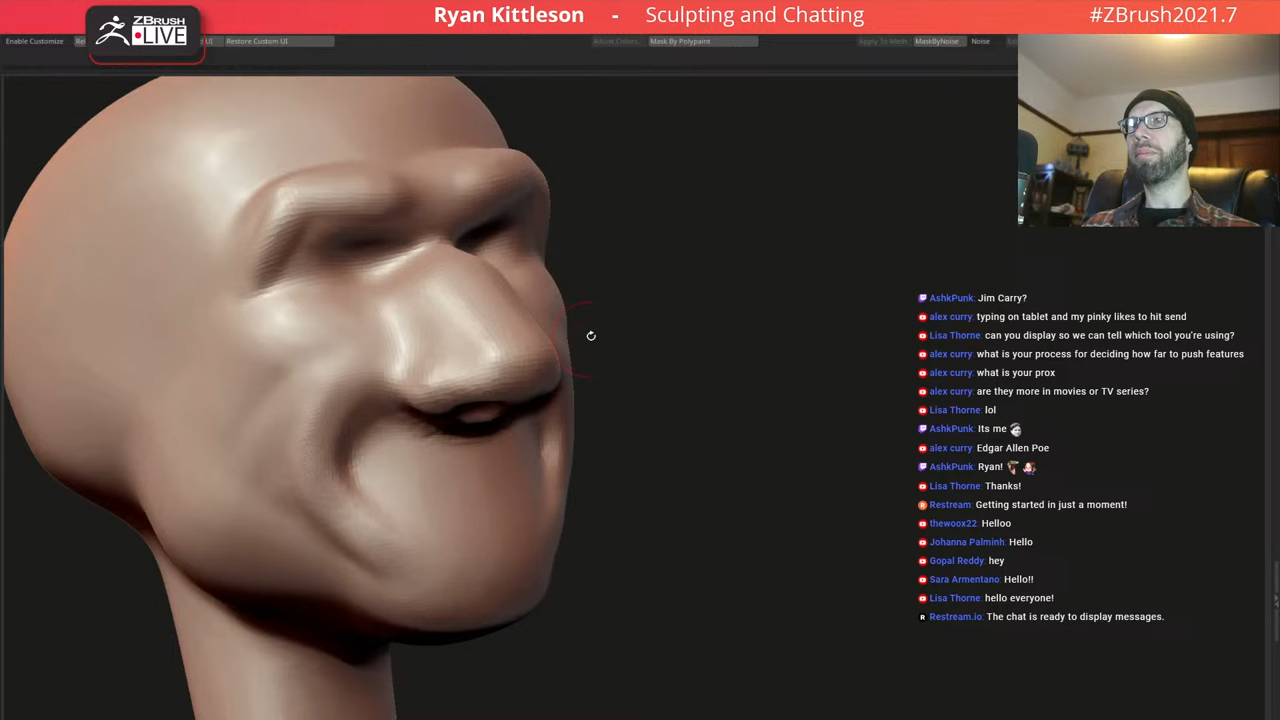 Ryan Kittleson - Sculpting and Chatting #ZBrush2021.7
ZBRUSH
LIVE
Enable Customize UI Restore Custom UI Adjust Colors Mask By Polypaint Apply To Mesh MaskByNoise Noise
AshkPunk: Jim Carry?
alex curry: typing on tablet and my pinky likes to hit send
Lisa Thorne: can you display so we can tell which tool you're using?
alex curry: what is your process for deciding how far to push features
alex curry: what is your prox
alex curry: are they more in movies or TV series?
Lisa Thorne: lol
AshkPunk: Its me
alex curry: Edgar Allen Poe
AshkPunk: Ryan!
Lisa Thorne: Thanks!
Restream: Getting started in just a moment!
thewoox22: Helloo
Johanna Palminh: Hello
Gopal Reddy: hey
Sara Armentano: Hello!!
Lisa Thorne: hello everyone!
Restream.io: The chat is ready to display messages.